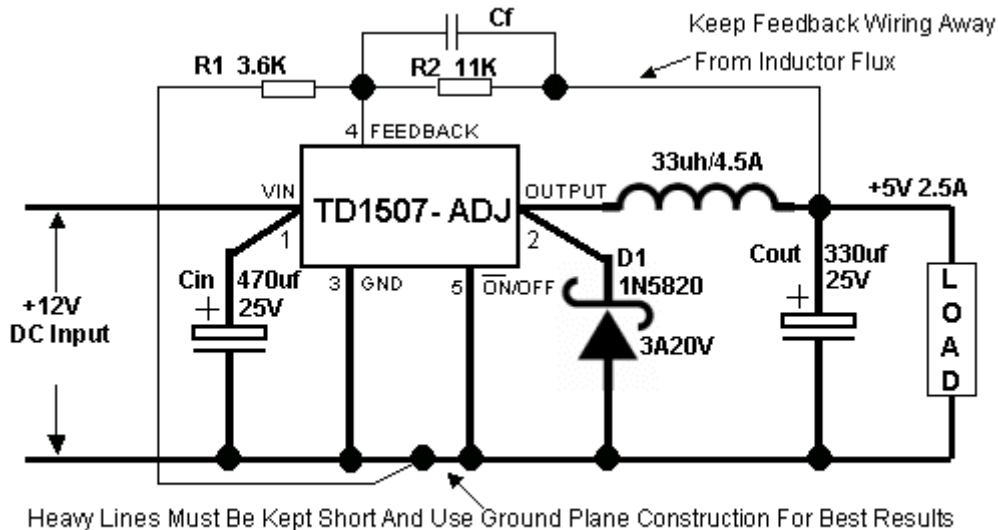 Cf
Keep Feedback Wiring Away
From Inductor Flux
R1 3.6K
R2 11K
4 FEEDBACK
33uh/4.5A
VIN
OUTPUT
+5V 2.5A
TD1507- ADJ
1
2
D1
1N5820
Cout
330uf
25V
Cin
470uf
25V
3 GND
5 ON/OFF
+
+
+12V
DC Input
3A20V
LOAD
Heavy Lines Must Be Kept Short And Use Ground Plane Construction For Best Results